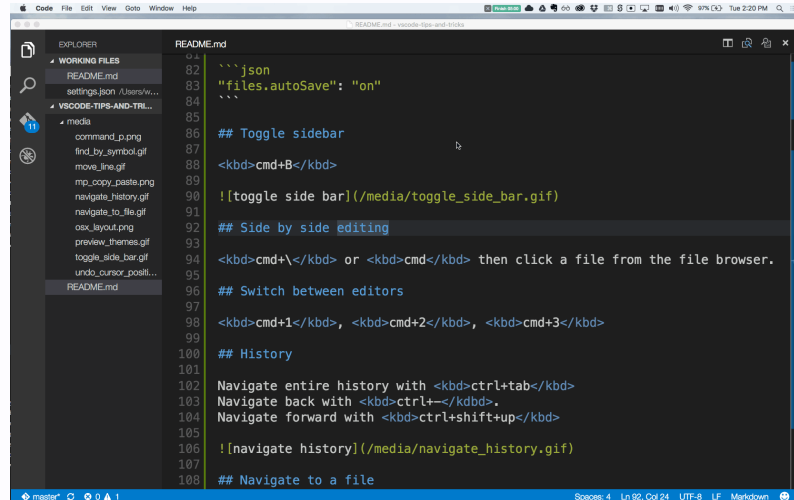 Code File Edit View Goto Window Help
97% Tue 2:20 PM
README.md - vscode-tips-and-tricks
EXPLORER
WORKING FILES
README.md
settings.json /Users/w...
VSCODE-TIPS-AND-TRI...
media
command_p.png
find_by_symbol.gif
move_line.gif
mp_copy_paste.png
navigate_history.gif
navigate_to_file.gif
osx_layout.png
preview_themes.gif
toggle_side_bar.gif
undo_cursor_positi...
README.md
11
README.md
81
82 ```json
83 "files.autoSave": "on"
84 ```
85
86 ## Toggle sidebar
87
88 <kbd>cmd+B</kbd>
89
90 ![toggle side bar](/media/toggle_side_bar.gif)
91
92 ## Side by side editing
93
94 <kbd>cmd+\</kbd> or <kbd>cmd</kbd> then click a file from the file browser.
95
96 ## Switch between editors
97
98 <kbd>cmd+1</kbd>, <kbd>cmd+2</kbd>, <kbd>cmd+3</kbd>
99
100 ## History
101
102 Navigate entire history with <kbd>ctrl+tab</kbd>
103 Navigate back with <kbd>ctrl+-</kdbd>.
104 Navigate forward with <kbd>ctrl+shift+up</kbd>
105
106 ![navigate history](/media/navigate_history.gif)
107
108 ## Navigate to a file
master* 0 1 Spaces: 4 Ln 92, Col 24 UTF-8 LF Markdown